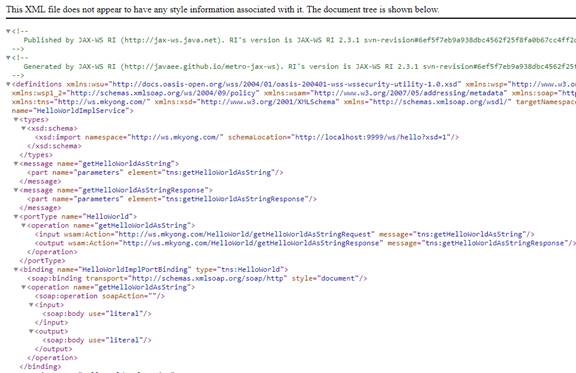 This XML file does not appear to have any style information associated with it. The document tree is shown below.
▼<!--
Published by JAX-WS RI (http://jax-ws.java.net). RI's version is JAX-WS RI 2.3.1 svn-revision#6ef5f7eb9a938dbc4562f25f8fa0b67cc4ff2
-->
▼<!--
Generated by JAX-WS RI (http://javaee.github.io/metro-jax-ws). RI's version is JAX-WS RI 2.3.1 svn-revision#6ef5f7eb9a938dbc4562f25f
-->
▼<definitions xmlns:wsu="http://docs.oasis-open.org/wss/2004/01/oasis-200401-wss-wssecurity-utility-1.0.xsd" xmlns:wsp="http://www.w3.o
xmlns:wsp1_2="http://schemas.xmlsoap.org/ws/2004/09/policy" xmlns:wsam="http://www.w3.org/2007/05/addressing/metadata" xmlns:soap="http
xmlns:tns="http://ws.mkyong.com/" xmlns:xsd="http://www.w3.org/2001/XMLSchema" xmlns="http://schemas.xmlsoap.org/wsdl/" targetNamespac
name="HelloWorldImplService">
▼<types>
▼<xsd:schema>
<xsd:import namespace="http://ws.mkyong.com/" schemaLocation="http://localhost:9999/ws/hello?xsd=1"/>
</xsd:schema>
</types>
▼<message name="getHelloWorldAsString">
<part name="parameters" element="tns:getHelloWorldAsString"/>
</message>
▼<message name="getHelloWorldAsStringResponse">
<part name="parameters" element="tns:getHelloWorldAsStringResponse"/>
</message>
▼<portType name="HelloWorld">
▼<operation name="getHelloWorldAsString">
<input wsam:Action="http://ws.mkyong.com/HelloWorld/getHelloWorldAsStringRequest" message="tns:getHelloWorldAsString"/>
<output wsam:Action="http://ws.mkyong.com/HelloWorld/getHelloWorldAsStringResponse" message="tns:getHelloWorldAsStringResponse"/>
</operation>
</portType>
▼<binding name="HelloWorldImplPortBinding" type="tns:HelloWorld">
<soap:binding transport="http://schemas.xmlsoap.org/soap/http" style="document"/>
▼<operation name="getHelloWorldAsString">
<soap:operation soapAction=""/>
▼<input>
<soap:body use="literal"/>
</input>
▼<output>
<soap:body use="literal"/>
</output>
</operation>
</binding>